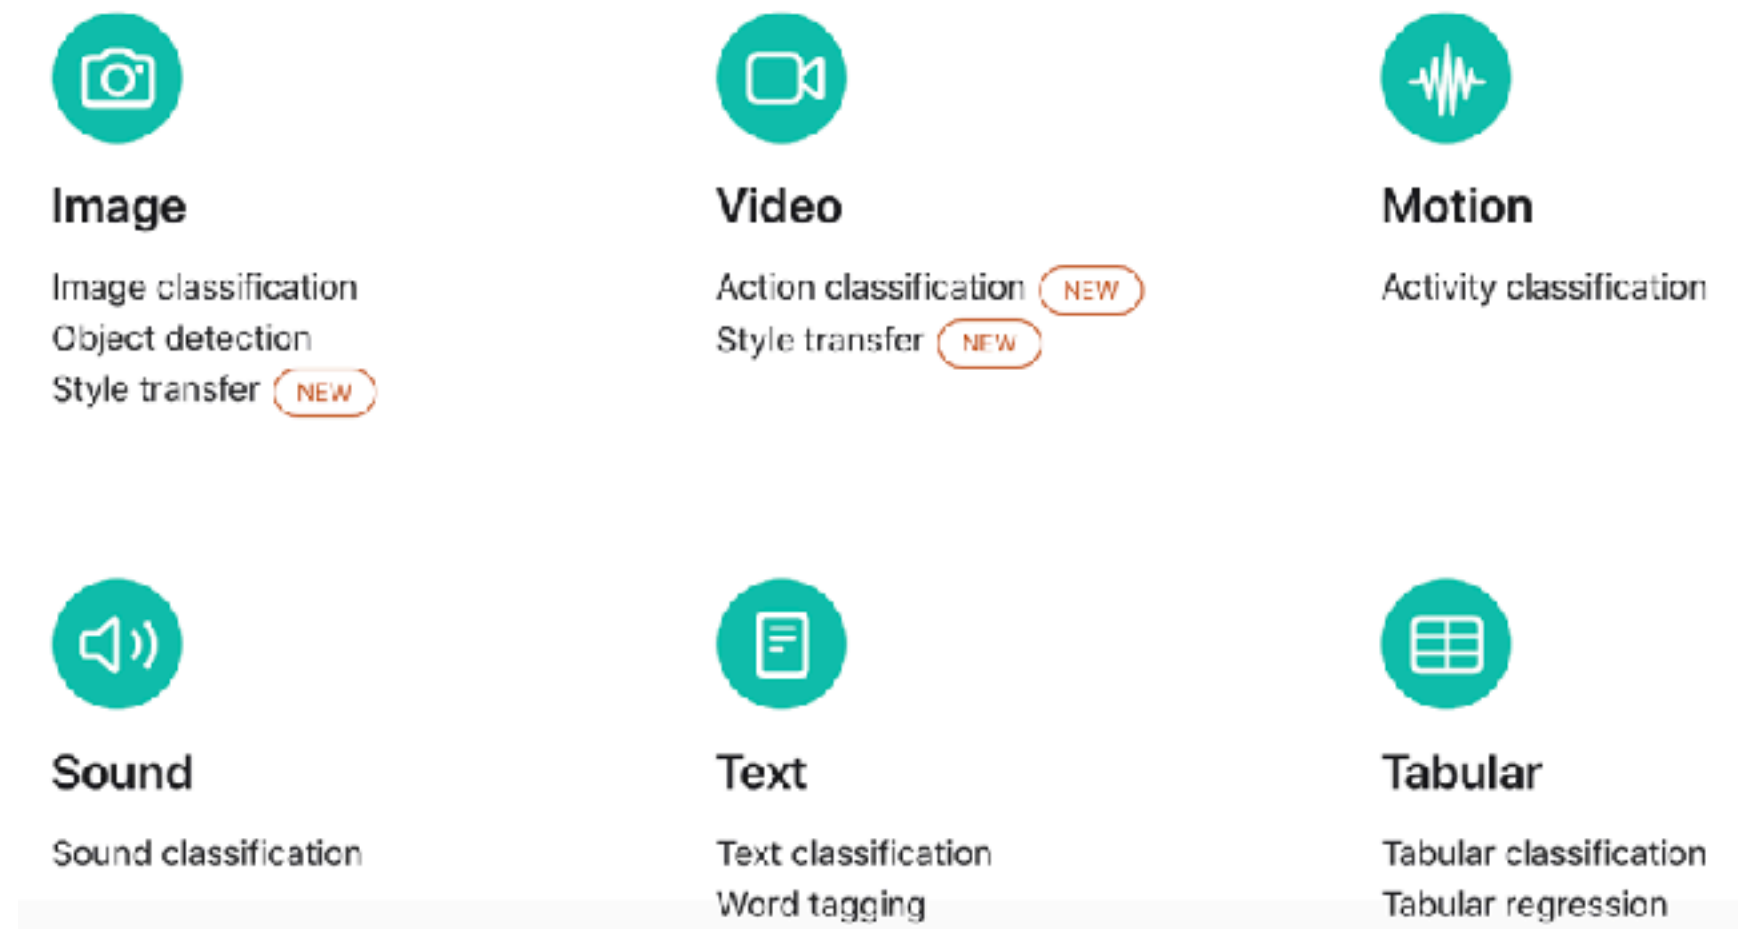 Image
Image classification
Object detection
Style transfer NEW
Video
Action classification NEW
Style transfer NEW
Motion
Activity classification
Sound
Sound classification
Text
Text classification
Word tagging
Tabular
Tabular classification
Tabular regression